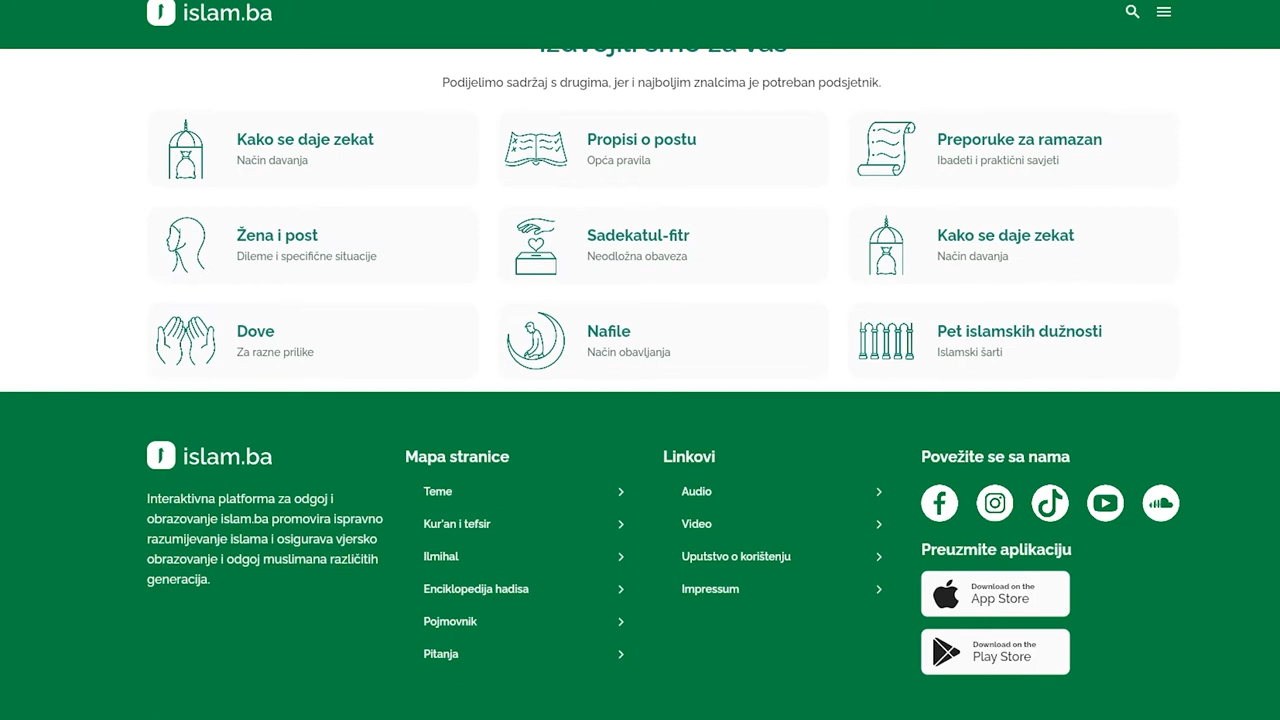 islam.ba
Izdvojili smo za vas
Podijelimo sadržaj s drugima, jer i najboljim znalcima je potreban podsjetnik.
Kako se daje zekat
Način davanja
Propisi o postu
Opća pravila
Preporuke za ramazan
Ibadeti i praktični savjeti
Žena i post
Dileme i specifične situacije
Sadekatul-fitr
Neodložna obaveza
Kako se daje zekat
Način davanja
Dove
Za razne prilike
Nafile
Način obavljanja
Pet islamskih dužnosti
Islamski šarti
islam.ba
Interaktivna platforma za odgoj i
obrazovanje islam.ba promovira ispravno
razumijevanje islama i osigurava vjersko
obrazovanje i odgoj muslimana različitih
generacija.
Mapa stranice
Teme
Kur'an i tefsir
Ilmihal
Enciklopedija hadisa
Pojmovnik
Pitanja
Linkovi
Audio
Video
Uputstvo o korištenju
Impressum
Povežite se sa nama
Preuzmite aplikaciju
Download on the
App Store
Download on the
Play Store